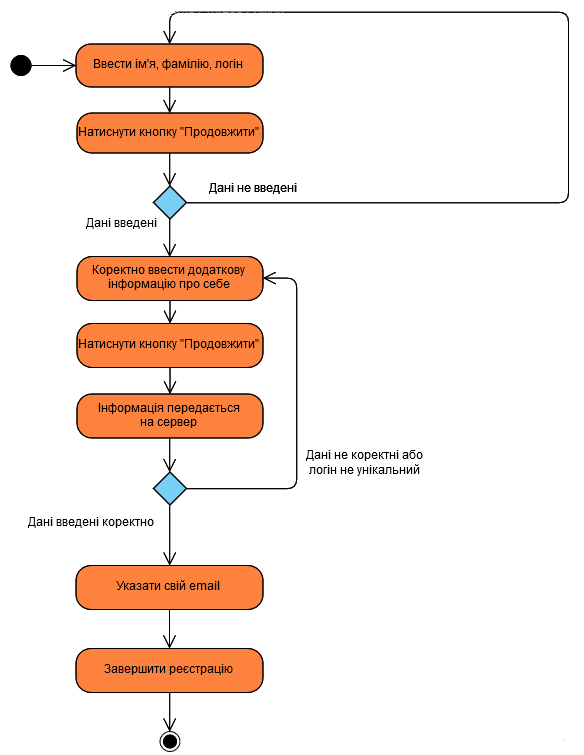 Ввести ім'я, фамілію, логін
Натиснути кнопку "Продовжити"
Дані не введені
Дані введені
Коректно ввести додаткову
інформацію про себе
Натиснути кнопку "Продовжити"
Інформація передається
на сервер
Дані не коректні або
логін не унікальний
Дані введені коректно
Указати свій email
Завершити реєстрацію